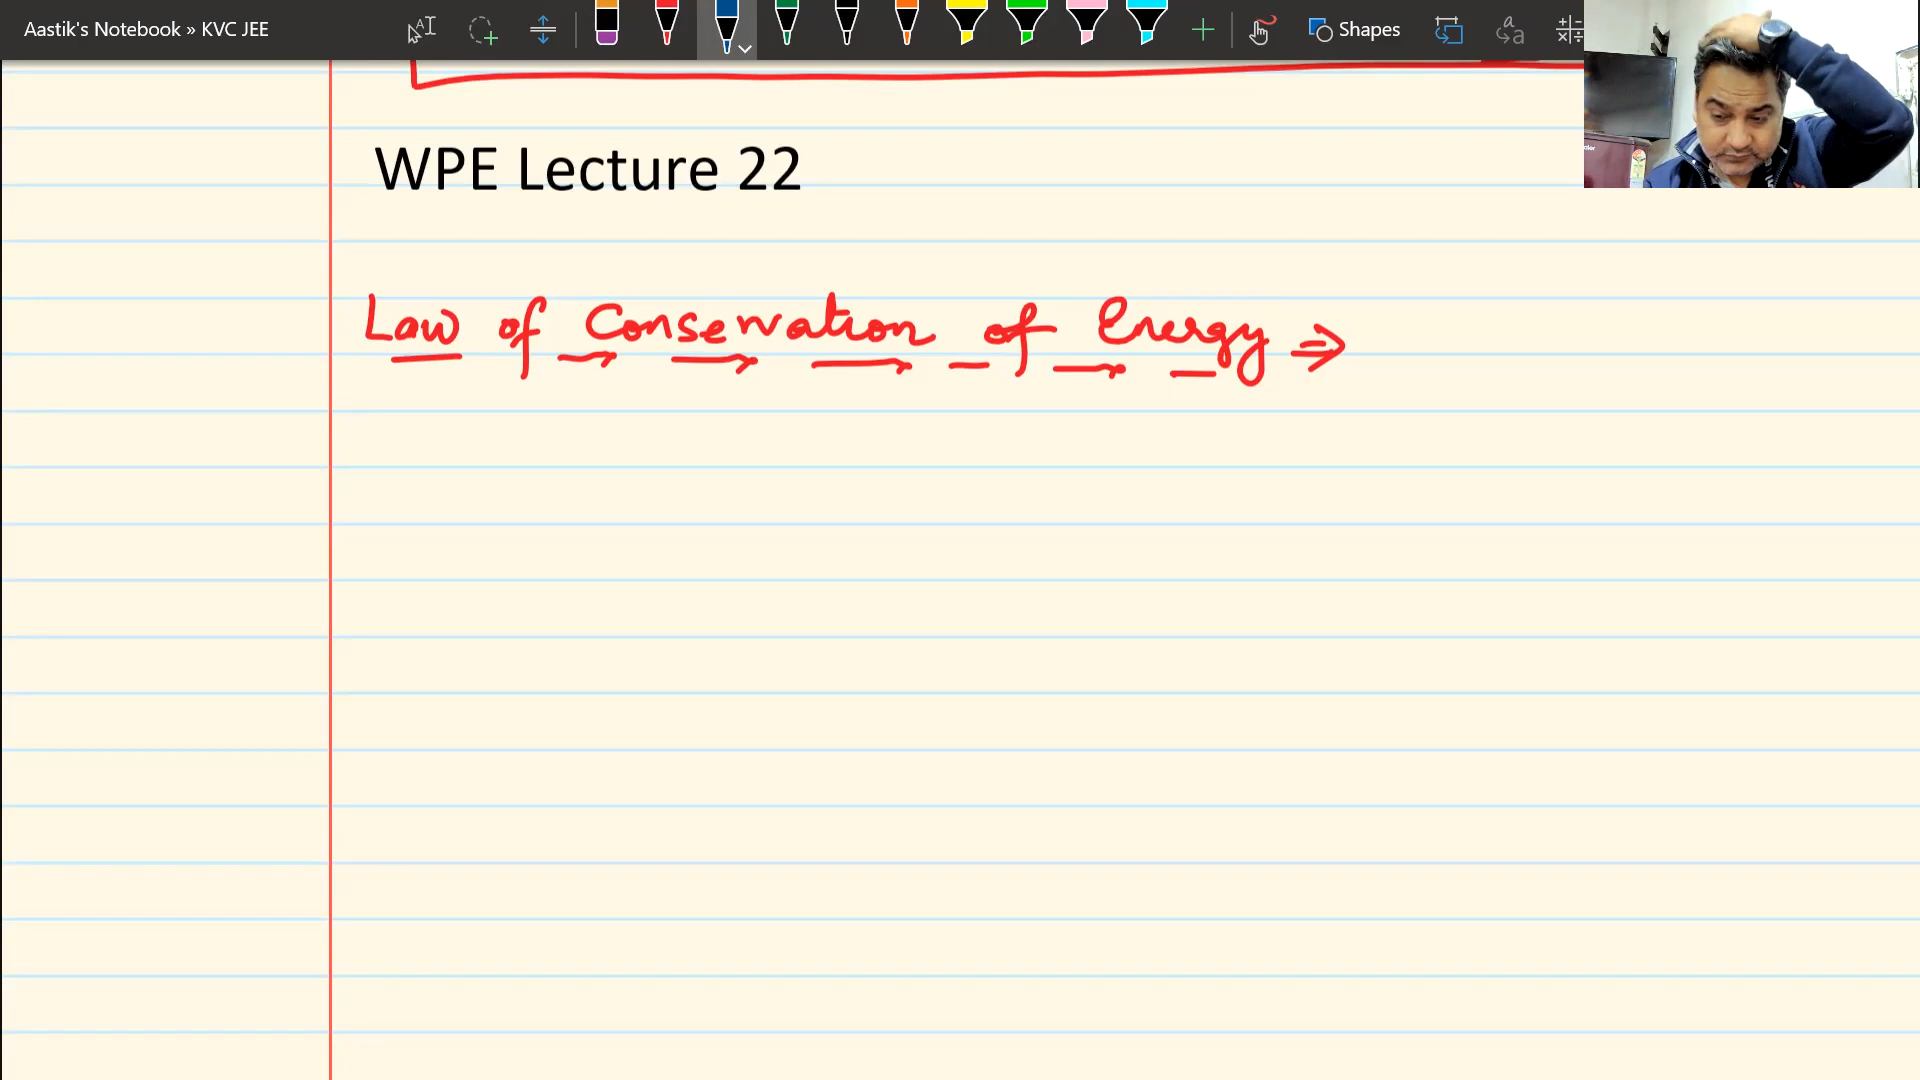 Aastik's Notebook » KVC JEE
Shapes
WPE Lecture 22
Law of Conservation of Energy ⇒